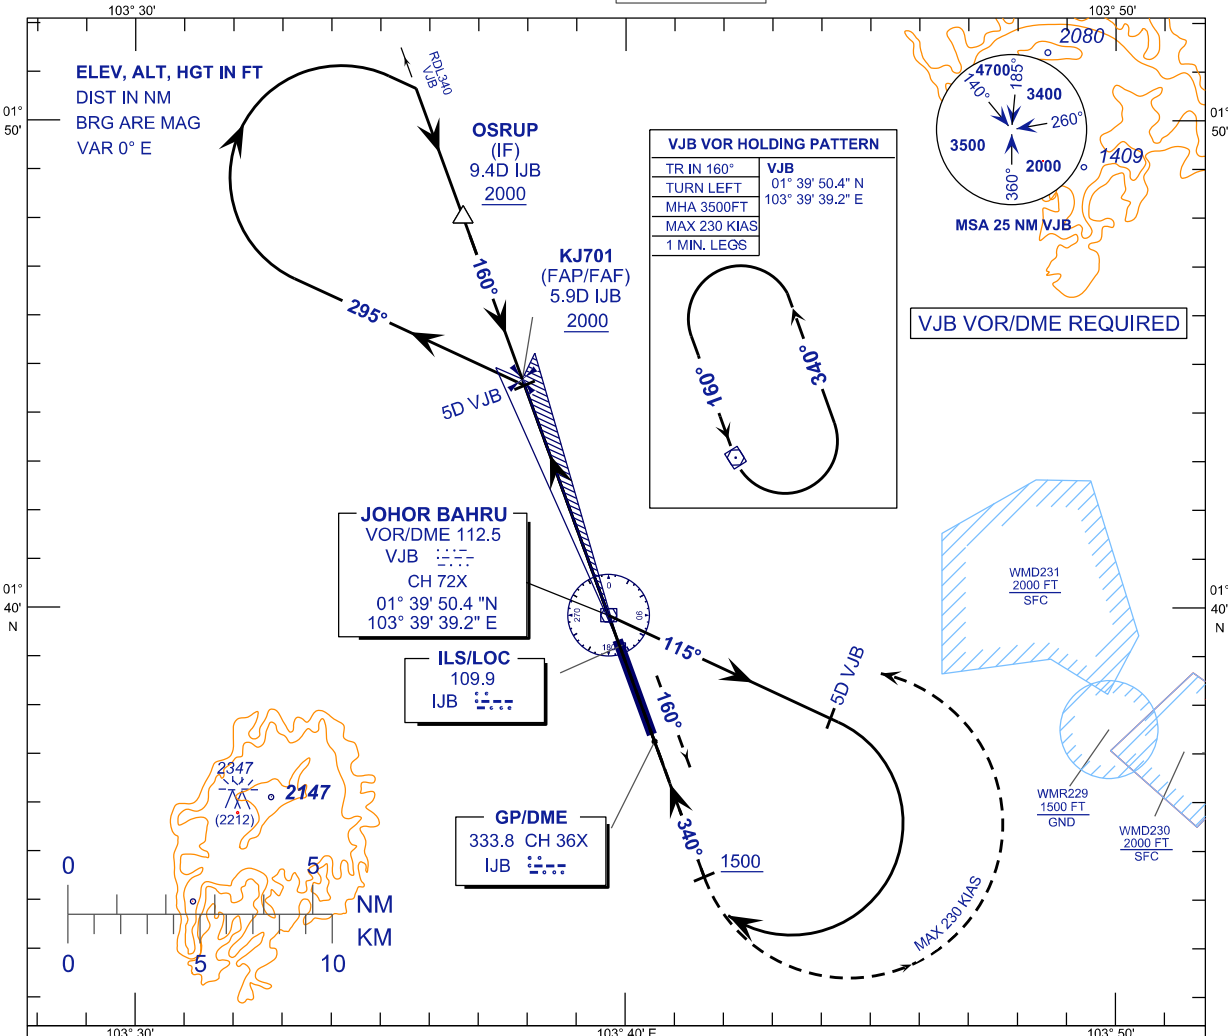 103° 30'
103° 50'
ELEV, ALT, HGT IN FT
DIST IN NM
BRG ARE MAG
VAR 0° E
01°
50'
RDL340
VJB
OSRUP
(IF)
9.4D IJB
2000
160°
KJ701
(FAP/FAF)
5.9D IJB
2000
295°
5D VJB
VJB VOR HOLDING PATTERN
TR IN 160°
TURN LEFT
MHA 3500FT
MAX 230 KIAS
1 MIN. LEGS
VJB
01° 39' 50.4" N
103° 39' 39.2" E
160°
340°
2080
4700
140°
185°
3400
260°
3500
2000
360°
1409
MSA 25 NM VJB
01°
50'
VJB VOR/DME REQUIRED
JOHOR BAHRU
VOR/DME 112.5
VJB
CH 72X
01° 39' 50.4 "N
103° 39' 39.2" E
0
270
90
180
ILS/LOC
109.9
IJB
115°
5D VJB
160°
WMD231
2000 FT
SFC
01°
40'
N
01°
40'
N
WMR229
1500 FT
GND
WMD230
2000 FT
SFC
GP/DME
333.8 CH 36X
IJB
340°
1500
MAX 230 KIAS
2347
2147
(2212)
0
5
NM
KM
0
5
10
103° 30'
103° 40' E
103° 50'